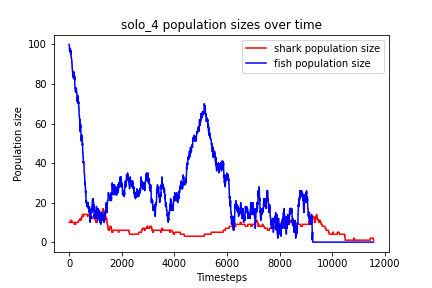 solo_4 population sizes over time
shark population size
fish population size
Population size
100
80
60
40
20
0
0 2000 4000 6000 8000 10000 12000
Timesteps